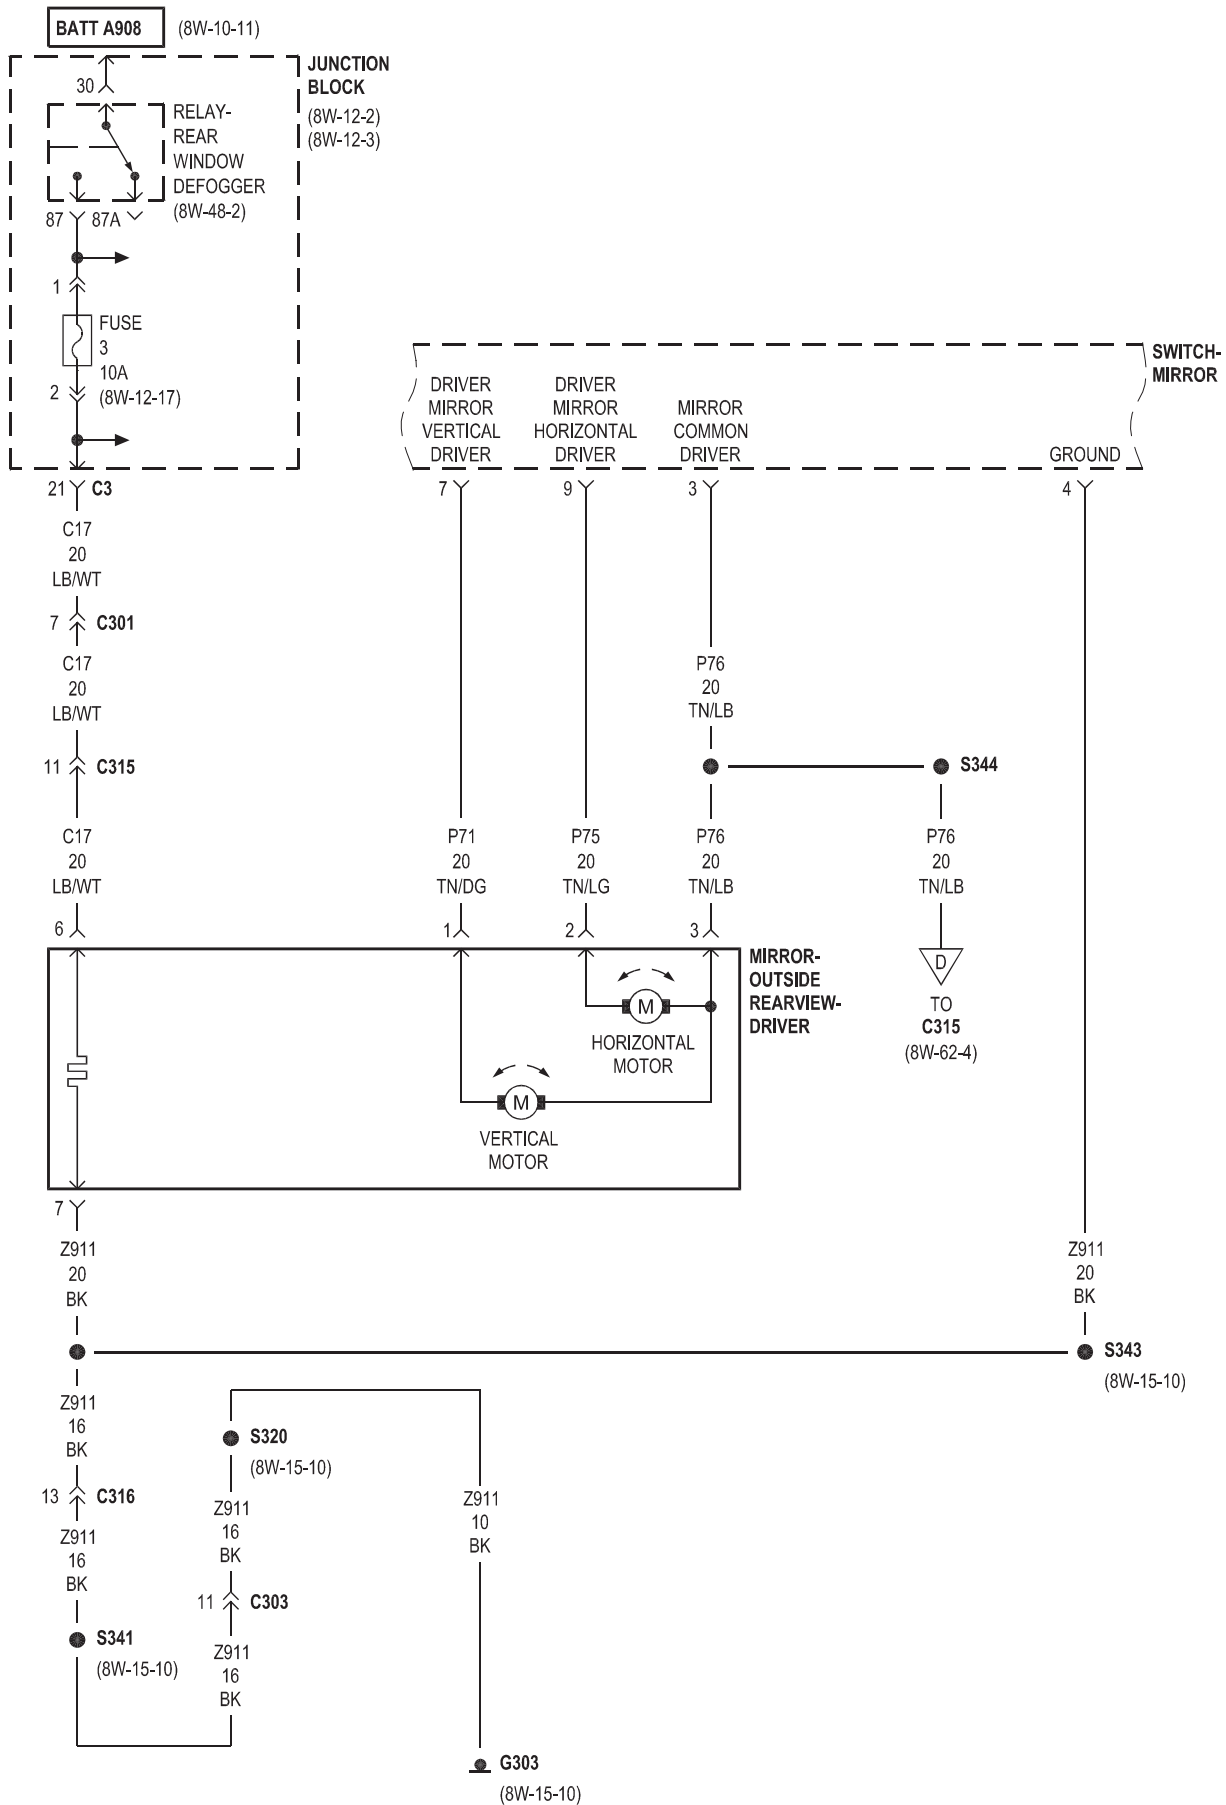 BATT A908
(8W-10-11)
JUNCTION
BLOCK
(8W-12-2)
(8W-12-3)
30
RELAY-
REAR
WINDOW
DEFOGGER
(8W-48-2)
87
87A
1
FUSE
3
10A
(8W-12-17)
2
21
C3
C17
20
LB/WT
7
C301
C17
20
LB/WT
11
C315
C17
20
LB/WT
6
SWITCH-
MIRROR
DRIVER
MIRROR
VERTICAL
DRIVER
DRIVER
MIRROR
HORIZONTAL
DRIVER
MIRROR
COMMON
DRIVER
GROUND
7
9
3
4
P76
20
TN/LB
S344
P71
20
TN/DG
P75
20
TN/LG
P76
20
TN/LB
P76
20
TN/LB
1
2
3
D
TO
C315
(8W-62-4)
MIRROR-
OUTSIDE
REARVIEW-
DRIVER
M
HORIZONTAL
MOTOR
M
VERTICAL
MOTOR
7
Z911
20
BK
Z911
20
BK
S343
(8W-15-10)
Z911
16
BK
13
C316
Z911
16
BK
S341
(8W-15-10)
S320
(8W-15-10)
Z911
16
BK
11
C303
Z911
16
BK
Z911
10
BK
G303
(8W-15-10)